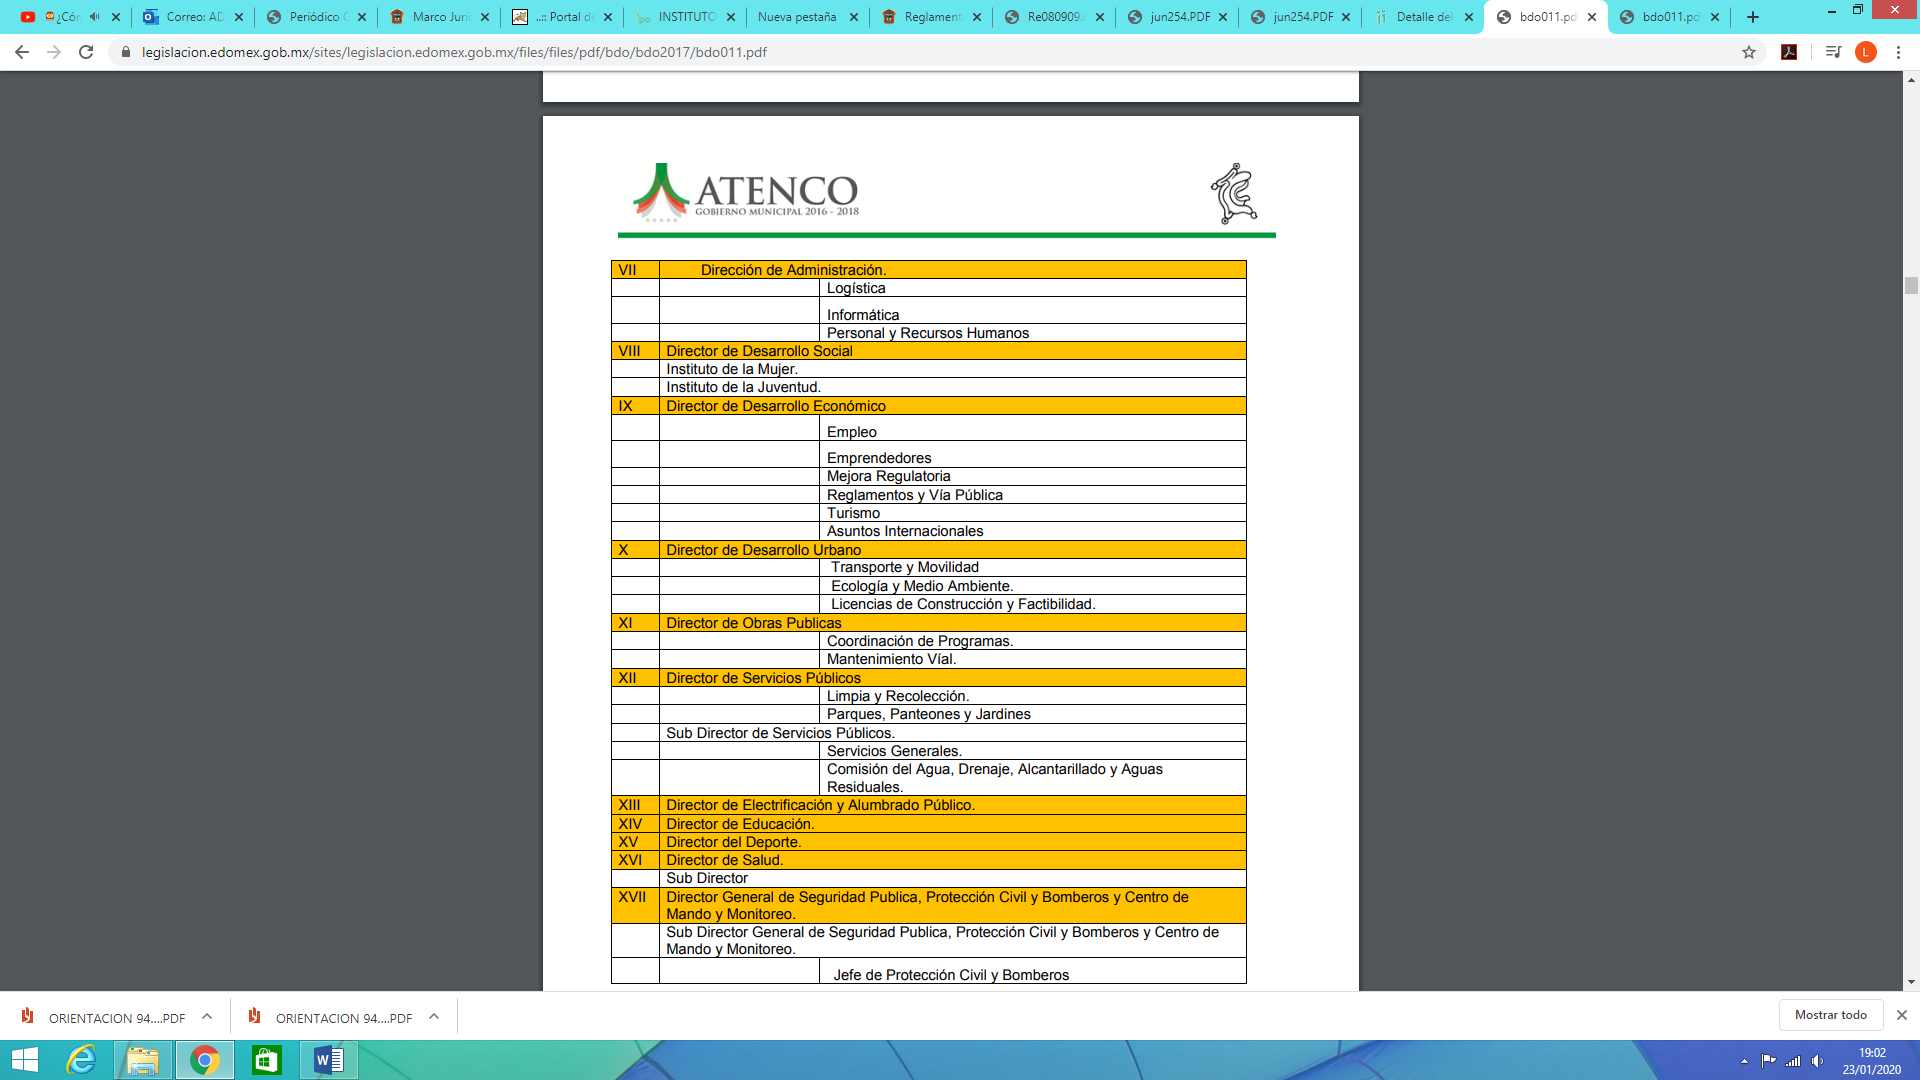 ¿Cór
Correo: AD
Periódico O
Marco Jurí
..:: Portal de
INSTITUTO
Nueva pestaña
Reglament
Re080909.
jun254.PDF
jun254.PDF
Detalle del
bdo011.pd
bdo011.pd
legislacion.edomex.gob.mx/sites/legislacion.edomex.gob.mx/files/files/pdf/bdo/bdo2017/bdo011.pdf
L
ATENCO
GOBIERNO MUNICIPAL 2016 - 2018
VII Dirección de Administración.
Logística
Informática
Personal y Recursos Humanos
VIII Director de Desarrollo Social
Instituto de la Mujer.
Instituto de la Juventud.
IX Director de Desarrollo Económico
Empleo
Emprendedores
Mejora Regulatoria
Reglamentos y Vía Pública
Turismo
Asuntos Internacionales
X Director de Desarrollo Urbano
Transporte y Movilidad
Ecología y Medio Ambiente.
Licencias de Construcción y Factibilidad.
XI Director de Obras Publicas
Coordinación de Programas.
Mantenimiento Víal.
XII Director de Servicios Públicos
Limpia y Recolección.
Parques, Panteones y Jardines
Sub Director de Servicios Públicos.
Servicios Generales.
Comisión del Agua, Drenaje, Alcantarillado y Aguas
Residuales.
XIII Director de Electrificación y Alumbrado Público.
XIV Director de Educación.
XV Director del Deporte.
XVI Director de Salud.
Sub Director
XVII Director General de Seguridad Publica, Protección Civil y Bomberos y Centro de
Mando y Monitoreo.
Sub Director General de Seguridad Publica, Protección Civil y Bomberos y Centro de
Mando y Monitoreo.
Jefe de Protección Civil y Bomberos
ORIENTACION 94....PDF
ORIENTACION 94....PDF
Mostrar todo
19:02
23/01/2020